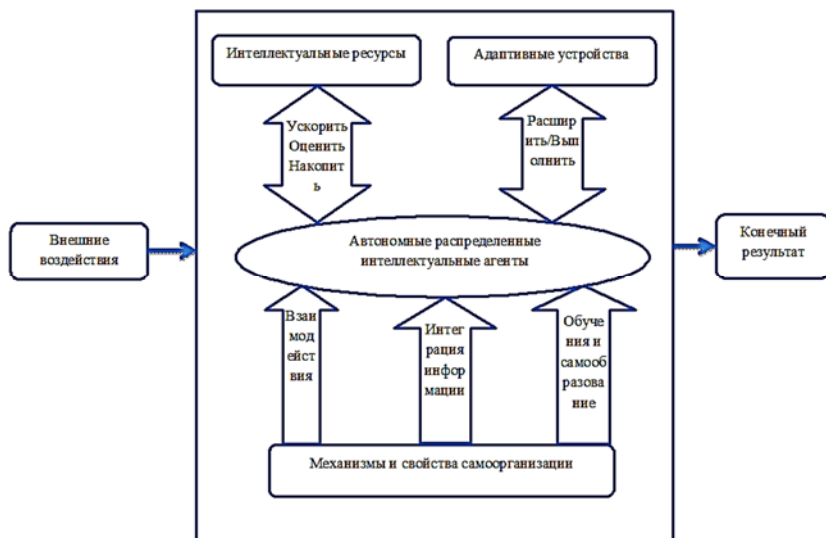 Интеллектуальные ресурсы
Адаптивные устройства
Ускорить
Оценить
Накопит
ь
Расшир
ить/Вып
олнить
Внешние
воздействия
Автономные распределенные
интеллектуальные агенты
Конечный
результат
Взаи
мод
ейст
вия
Интег
рация
инфор
мации
Обуче
ния и
самооб
разова
ние
Механизмы и свойства самоорганизации